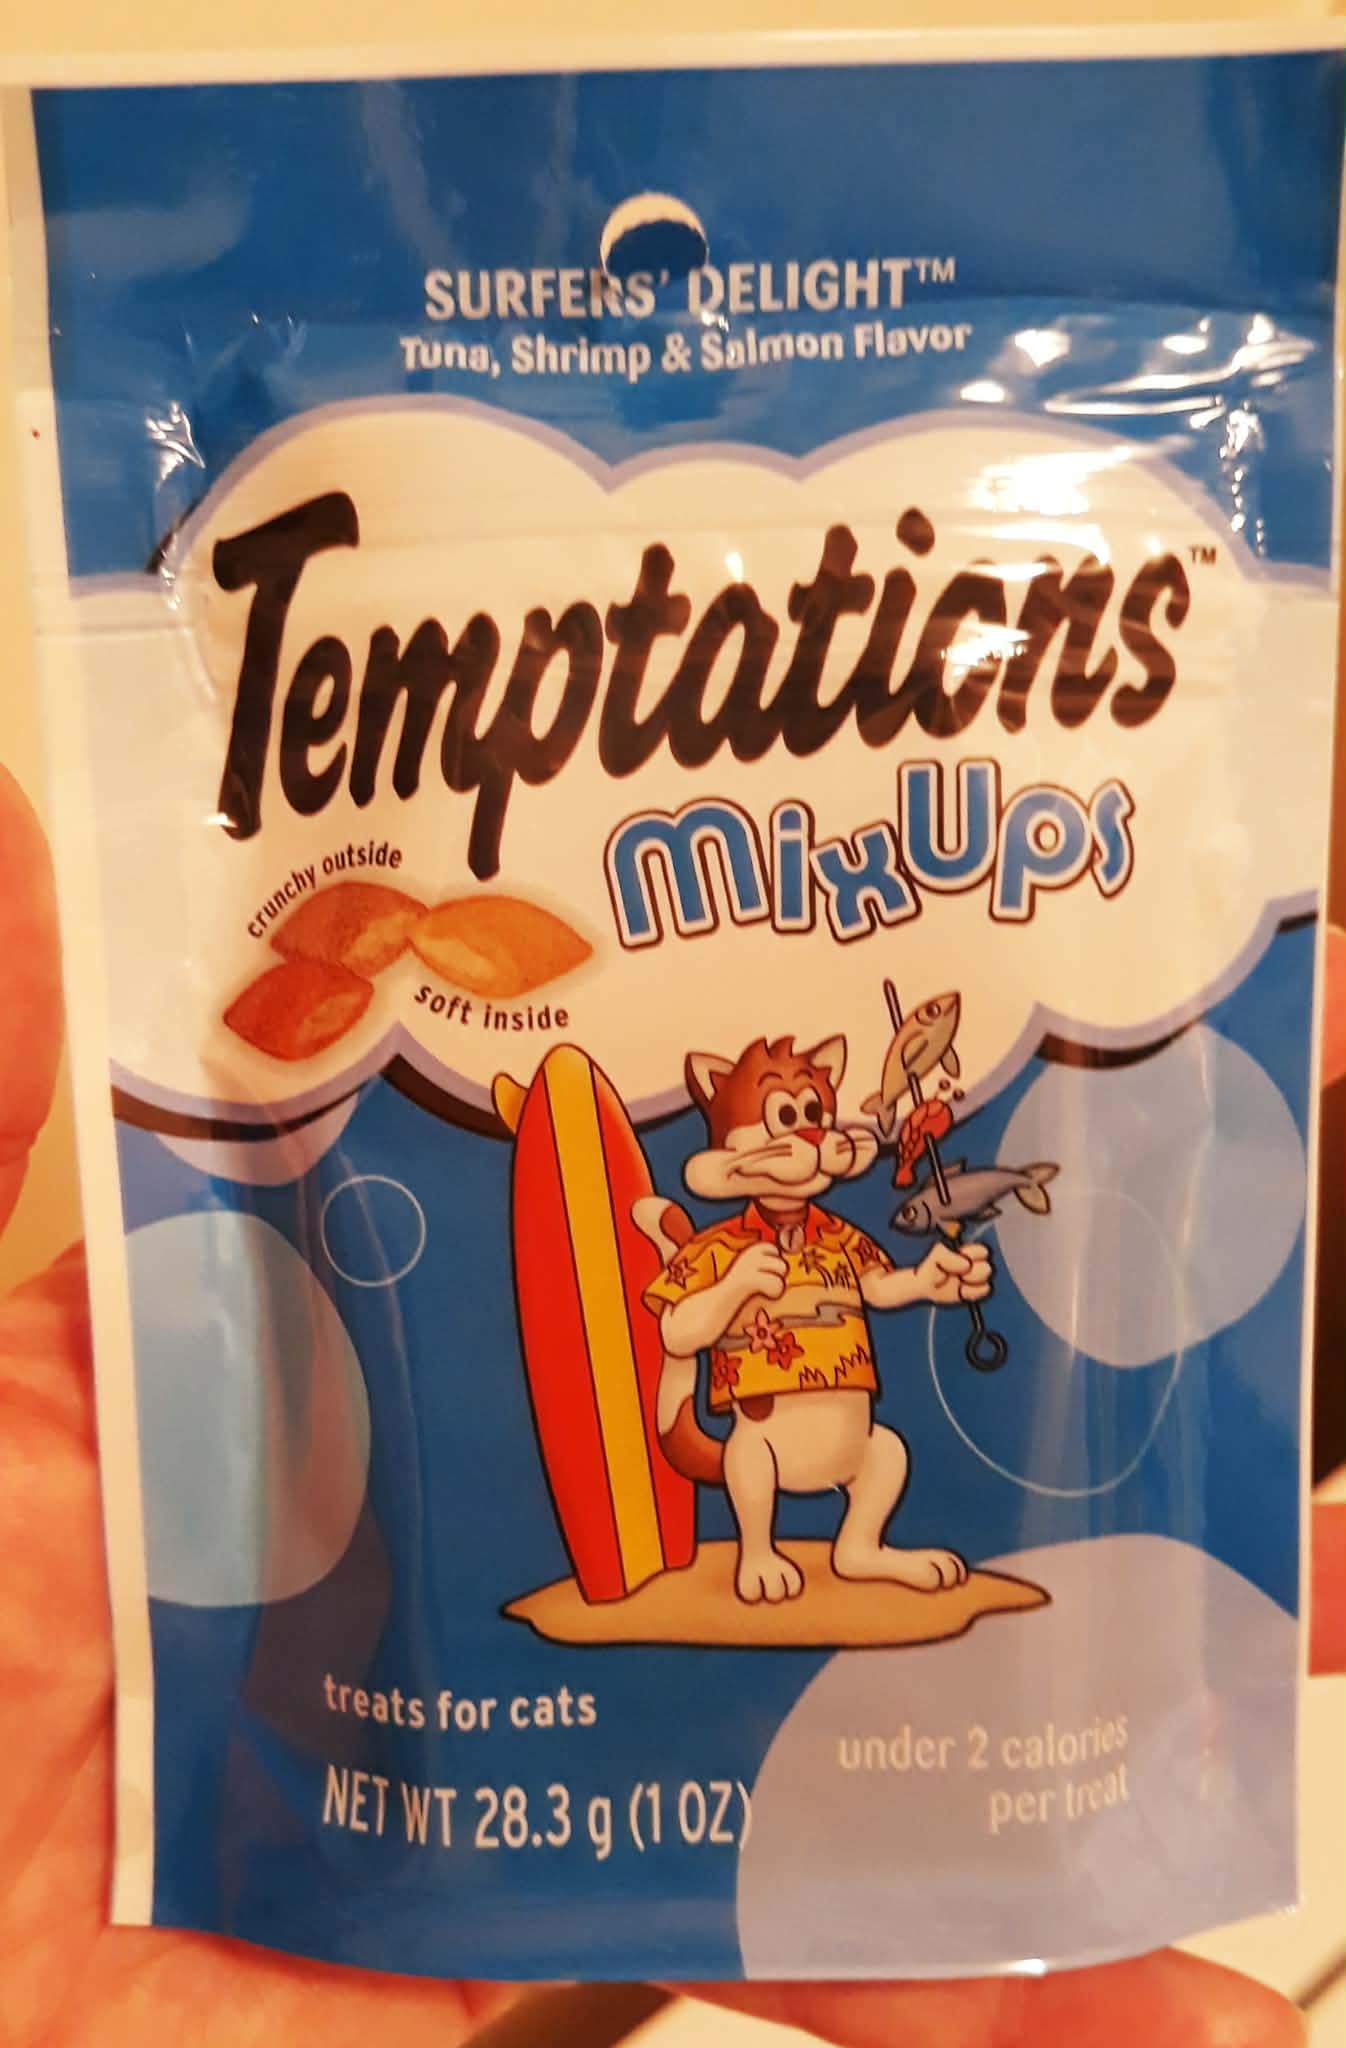 SURFERS' DELIGHT™
Tuna, Shrimp & Salmon Flavor
Temptations™
MixUps
crunchy outside
soft inside
treats for cats
NET WT 28.3 g (1 OZ)
under 2 calories
per treat